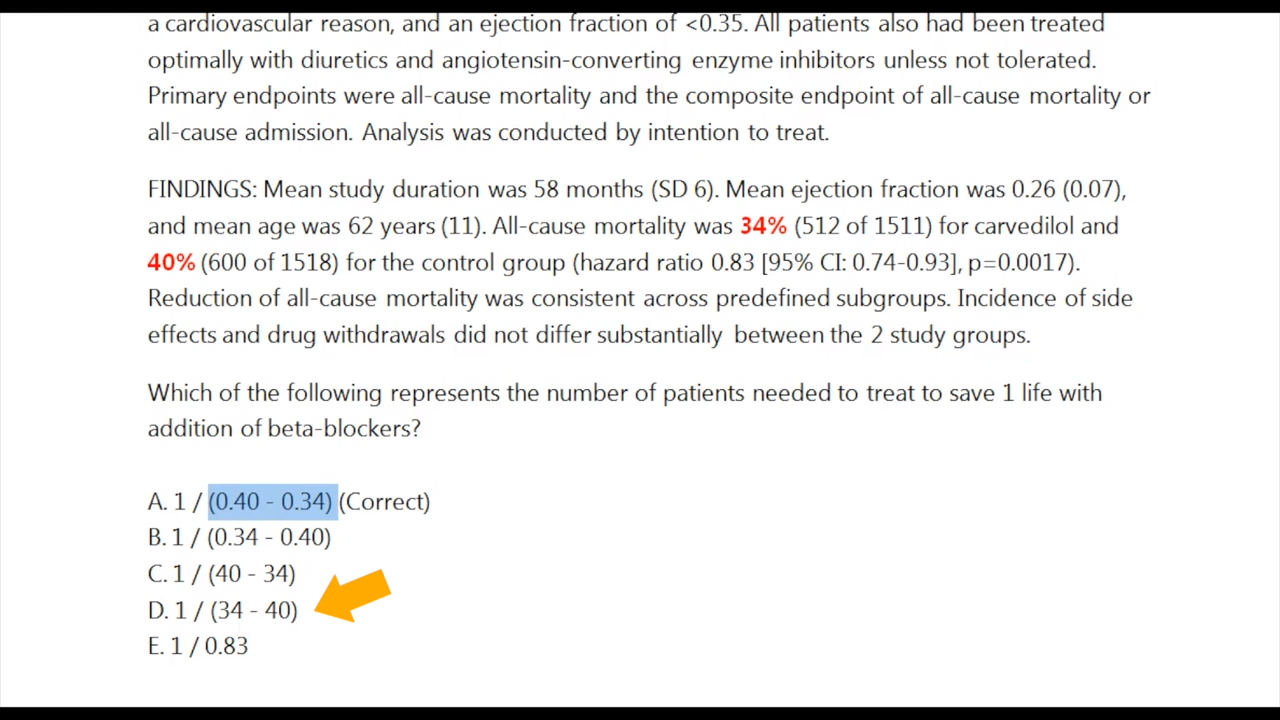 a cardiovascular reason, and an ejection fraction of <0.35. All patients also had been treated
optimally with diuretics and angiotensin-converting enzyme inhibitors unless not tolerated.
Primary endpoints were all-cause mortality and the composite endpoint of all-cause mortality or
all-cause admission. Analysis was conducted by intention to treat.
FINDINGS: Mean study duration was 58 months (SD 6). Mean ejection fraction was 0.26 (0.07),
and mean age was 62 years (11). All-cause mortality was 34% (512 of 1511) for carvedilol and
40% (600 of 1518) for the control group (hazard ratio 0.83 [95% CI: 0.74-0.93], p=0.0017).
Reduction of all-cause mortality was consistent across predefined subgroups. Incidence of side
effects and drug withdrawals did not differ substantially between the 2 study groups.
Which of the following represents the number of patients needed to treat to save 1 life with
addition of beta-blockers?
A. 1 / (0.40 - 0.34) (Correct)
B. 1 / (0.34 - 0.40)
C. 1 / (40 - 34)
D. 1 / (34 - 40)
E. 1 / 0.83